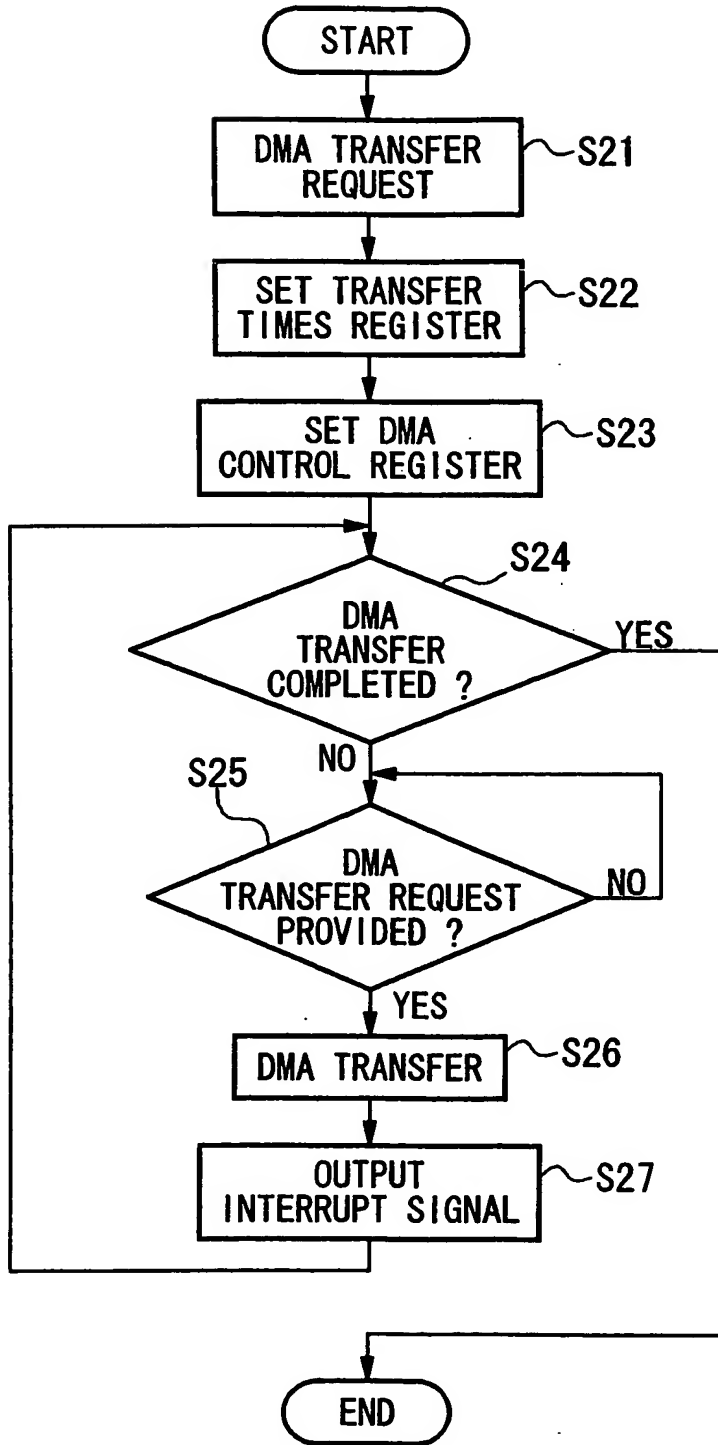 START
DMA TRANSFER
REQUEST
S21
SET TRANSFER
TIMES REGISTER
S22
SET DMA
CONTROL REGISTER
S23
S24
DMA
TRANSFER
COMPLETED ?
YES
NO
S25
DMA
TRANSFER REQUEST
PROVIDED ?
NO
YES
DMA TRANSFER
S26
OUTPUT
INTERRUPT SIGNAL
S27
END